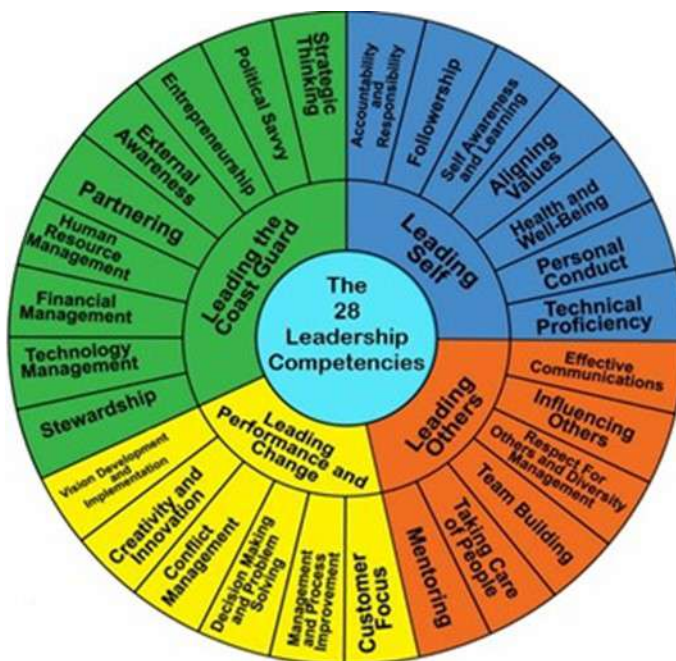 The
28
Leadership
Competencies
Leading
Self
Accountability
and
Responsibility
Followership
Self Awareness
and Learning
Aligning
Values
Health and
Well-Being
Personal
Conduct
Technical
Proficiency
Leading
Others
Effective
Communications
Influencing
Others
Respect For
Others and Diversity
Management
Team Building
Taking Care
of People
Mentoring
Leading
Performance and
Change
Customer
Focus
Management
and Process
Improvement
Decision Making
and Problem
Solving
Conflict
Management
Creativity and
Innovation
Vision Development
and
Implementation
Leading the
Coast Guard
Stewardship
Technology
Management
Financial
Management
Human
Resource
Management
Partnering
External
Awareness
Entrepreneurship
Political Savvy
Strategic
Thinking